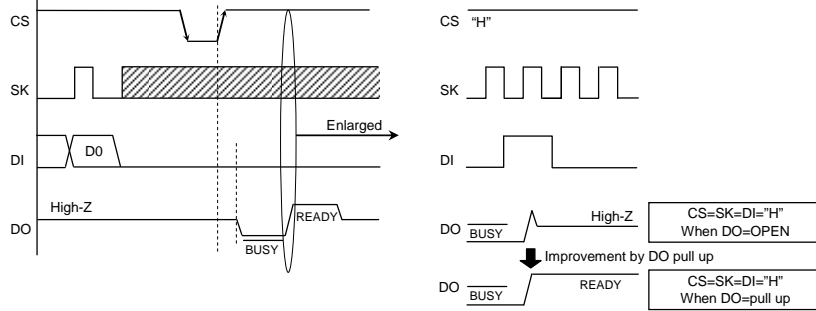 CS
SK
DI
D0
DO
High-Z
BUSY
READY
Enlarged
CS "H"
SK
DI
DO
BUSY
High-Z
CS=SK=DI="H"
When DO=OPEN
Improvement by DO pull up
DO
BUSY
READY
CS=SK=DI="H"
When DO=pull up